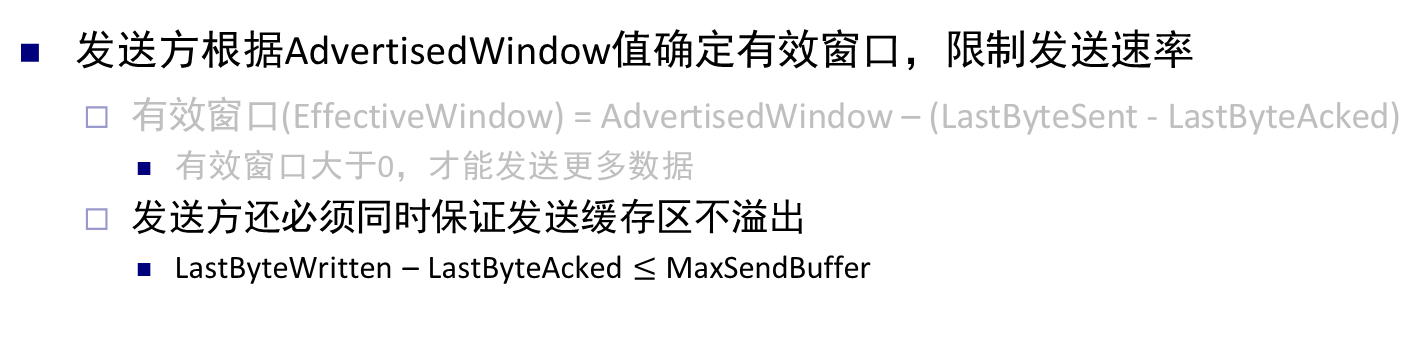 发送方根据AdvertisedWindow值确定有效窗口，限制发送速率
有效窗口(EffectiveWindow) = AdvertisedWindow – (LastByteSent - LastByteAcked)
有效窗口大于0，才能发送更多数据
发送方还必须同时保证发送缓存区不溢出
LastByteWritten – LastByteAcked ≤ MaxSendBuffer